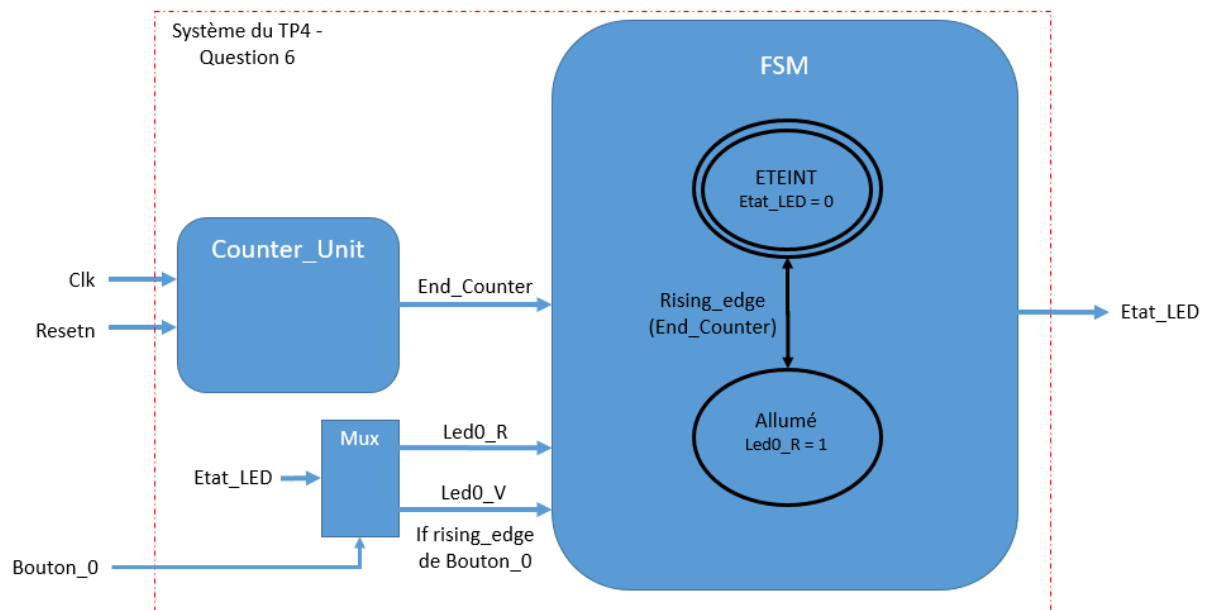 Système du TP4 -
Question 6
FSM
ETEINT
Etat_LED = 0
Counter_Unit
Clk
End_Counter
Rising_edge
(End_Counter)
Etat_LED
Resetn
Allumé
Led0_R = 1
Mux
Led0_R
Etat_LED
Led0_V
If rising_edge
de Bouton_0
Bouton_0